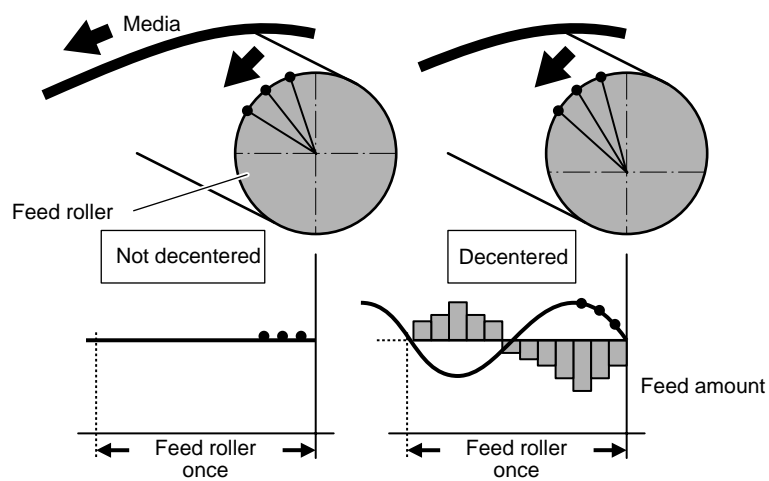 Media
Feed roller
Not decentered
Decentered
Feed amount
Feed roller
once
Feed roller
once